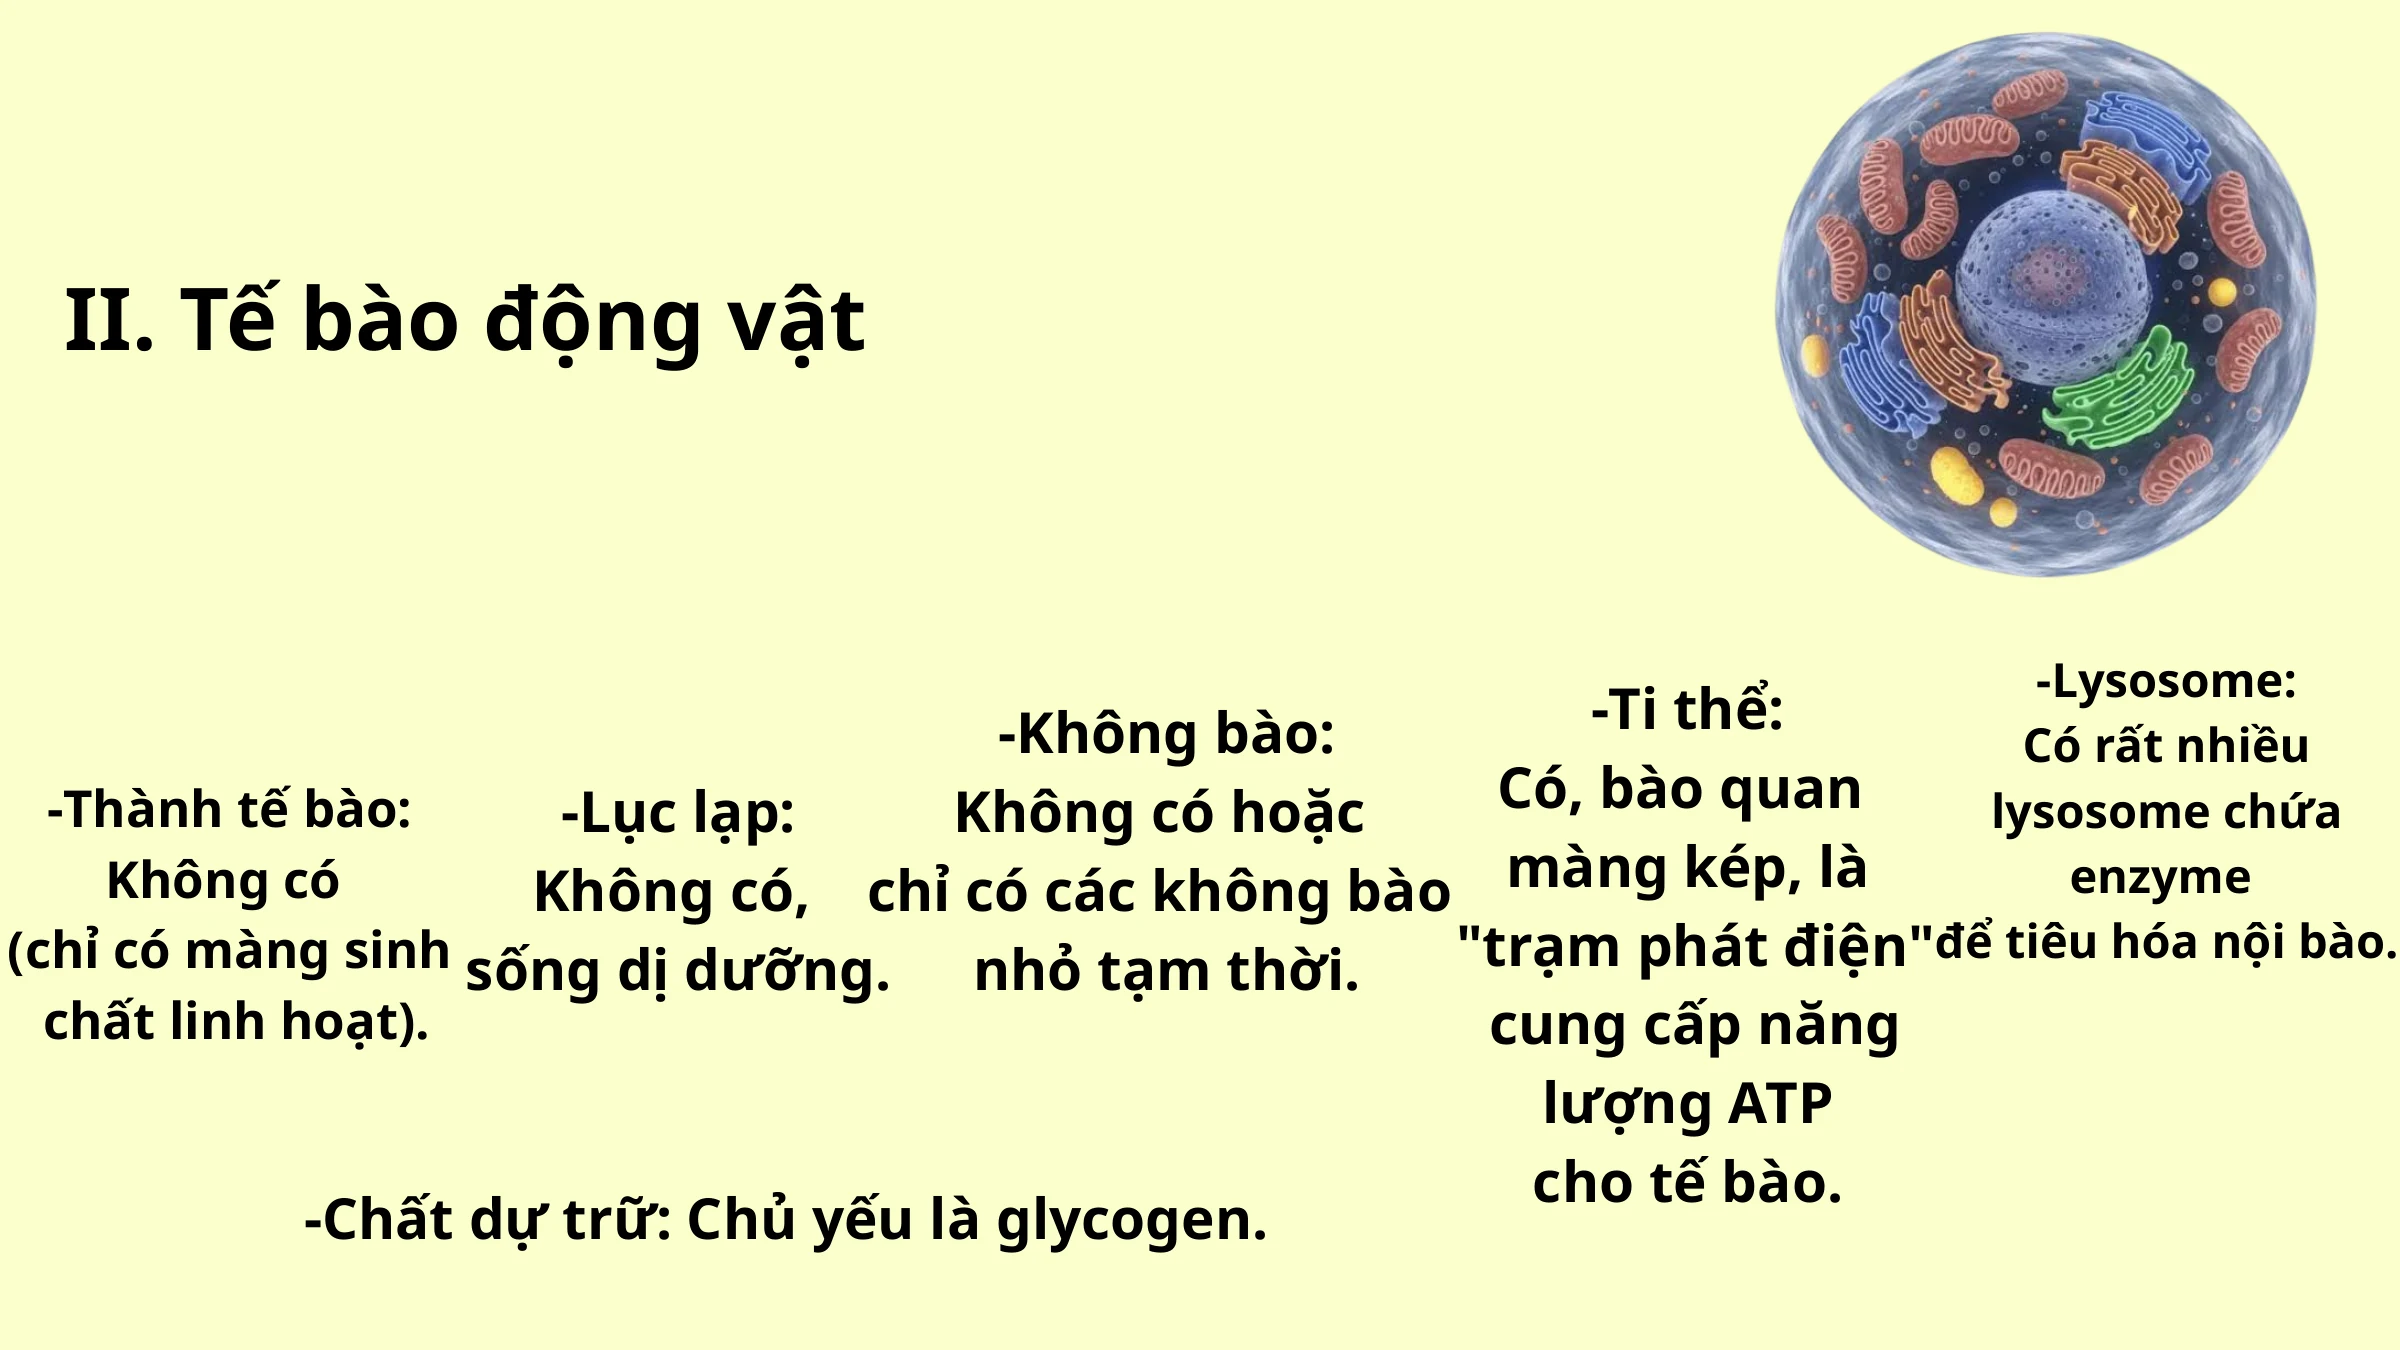 II. Tế bào động vật
-Thành tế bào:
Không có
(chỉ có màng sinh
chất linh hoạt).
-Lục lạp:
Không có,
sống dị dưỡng.
-Không bào:
Không có hoặc
chỉ có các không bào
nhỏ tạm thời.
-Ti thể:
Có, bào quan
màng kép, là
"trạm phát điện"
cung cấp năng
lượng ATP
cho tế bào.
-Lysosome:
Có rất nhiều
lysosome chứa
enzyme
để tiêu hóa nội bào.
-Chất dự trữ: Chủ yếu là glycogen.